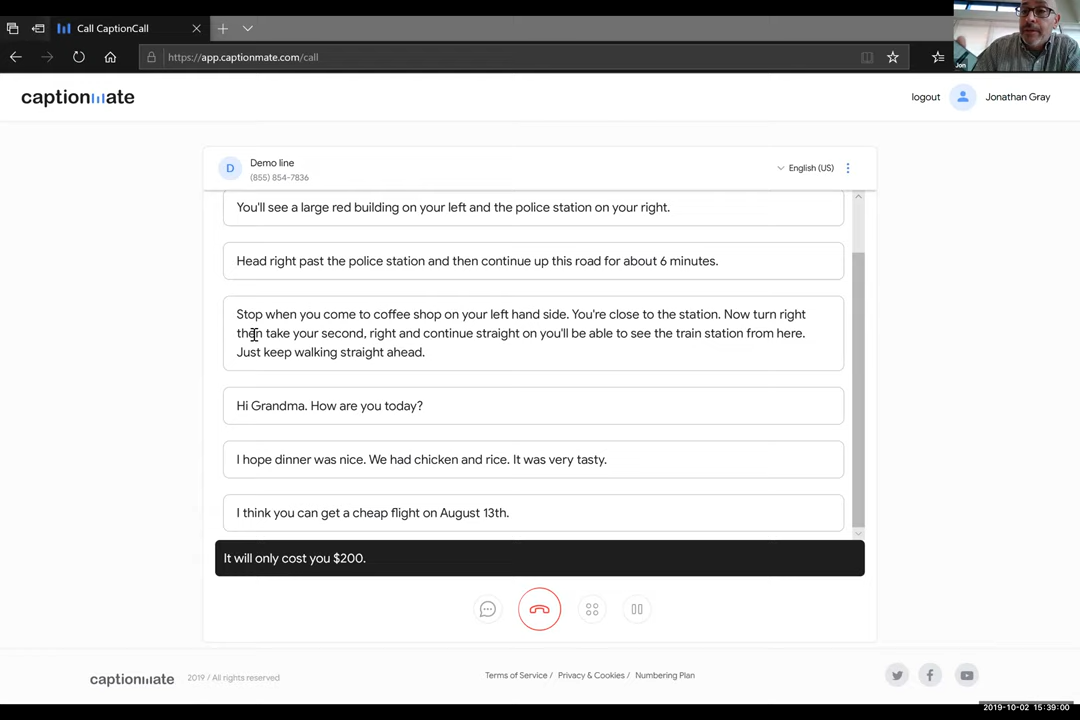 Call CaptionCall
https://app.captionmate.com/call
Jon
captionmate
logout
Jonathan Gray
D
Demo line
(855) 854-7836
English (US)
You'll see a large red building on your left and the police station on your right.
Head right past the police station and then continue up this road for about 6 minutes.
Stop when you come to coffee shop on your left hand side. You're close to the station. Now turn right
then take your second, right and continue straight on you'll be able to see the train station from here.
Just keep walking straight ahead.
Hi Grandma. How are you today?
I hope dinner was nice. We had chicken and rice. It was very tasty.
I think you can get a cheap flight on August 13th.
It will only cost you $200.
captionmate
2019 / All rights reserved
Terms of Service / Privacy & Cookies / Numbering Plan
2019-10-02 15:39:00